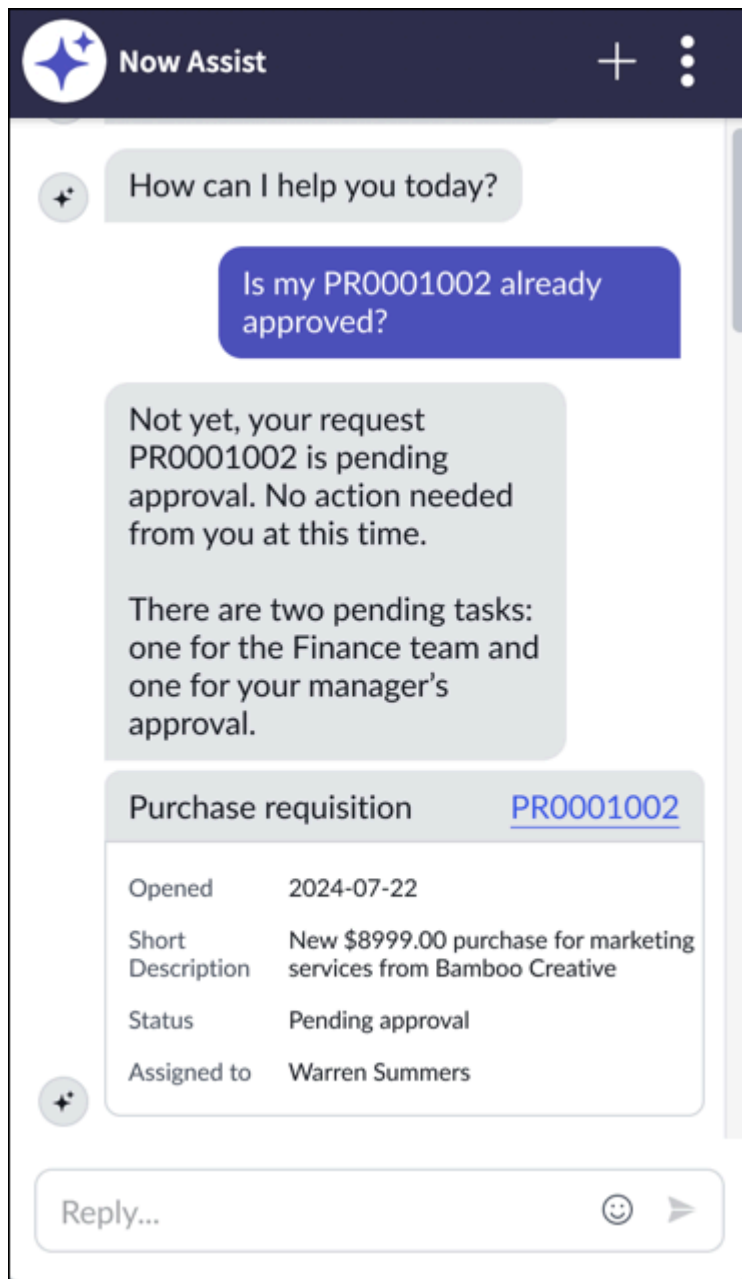 Now Assist
How can I help you today?
Is my PR0001002 already
approved?
Not yet, your request
PR0001002 is pending
approval. No action needed
from you at this time.
There are two pending tasks:
one for the Finance team and
one for your manager’s
approval.
Purchase requisition PR0001002
Opened 2024-07-22
Short New $8999.00 purchase for marketing
Description services from Bamboo Creative
Status Pending approval
Assigned to Warren Summers
Reply...